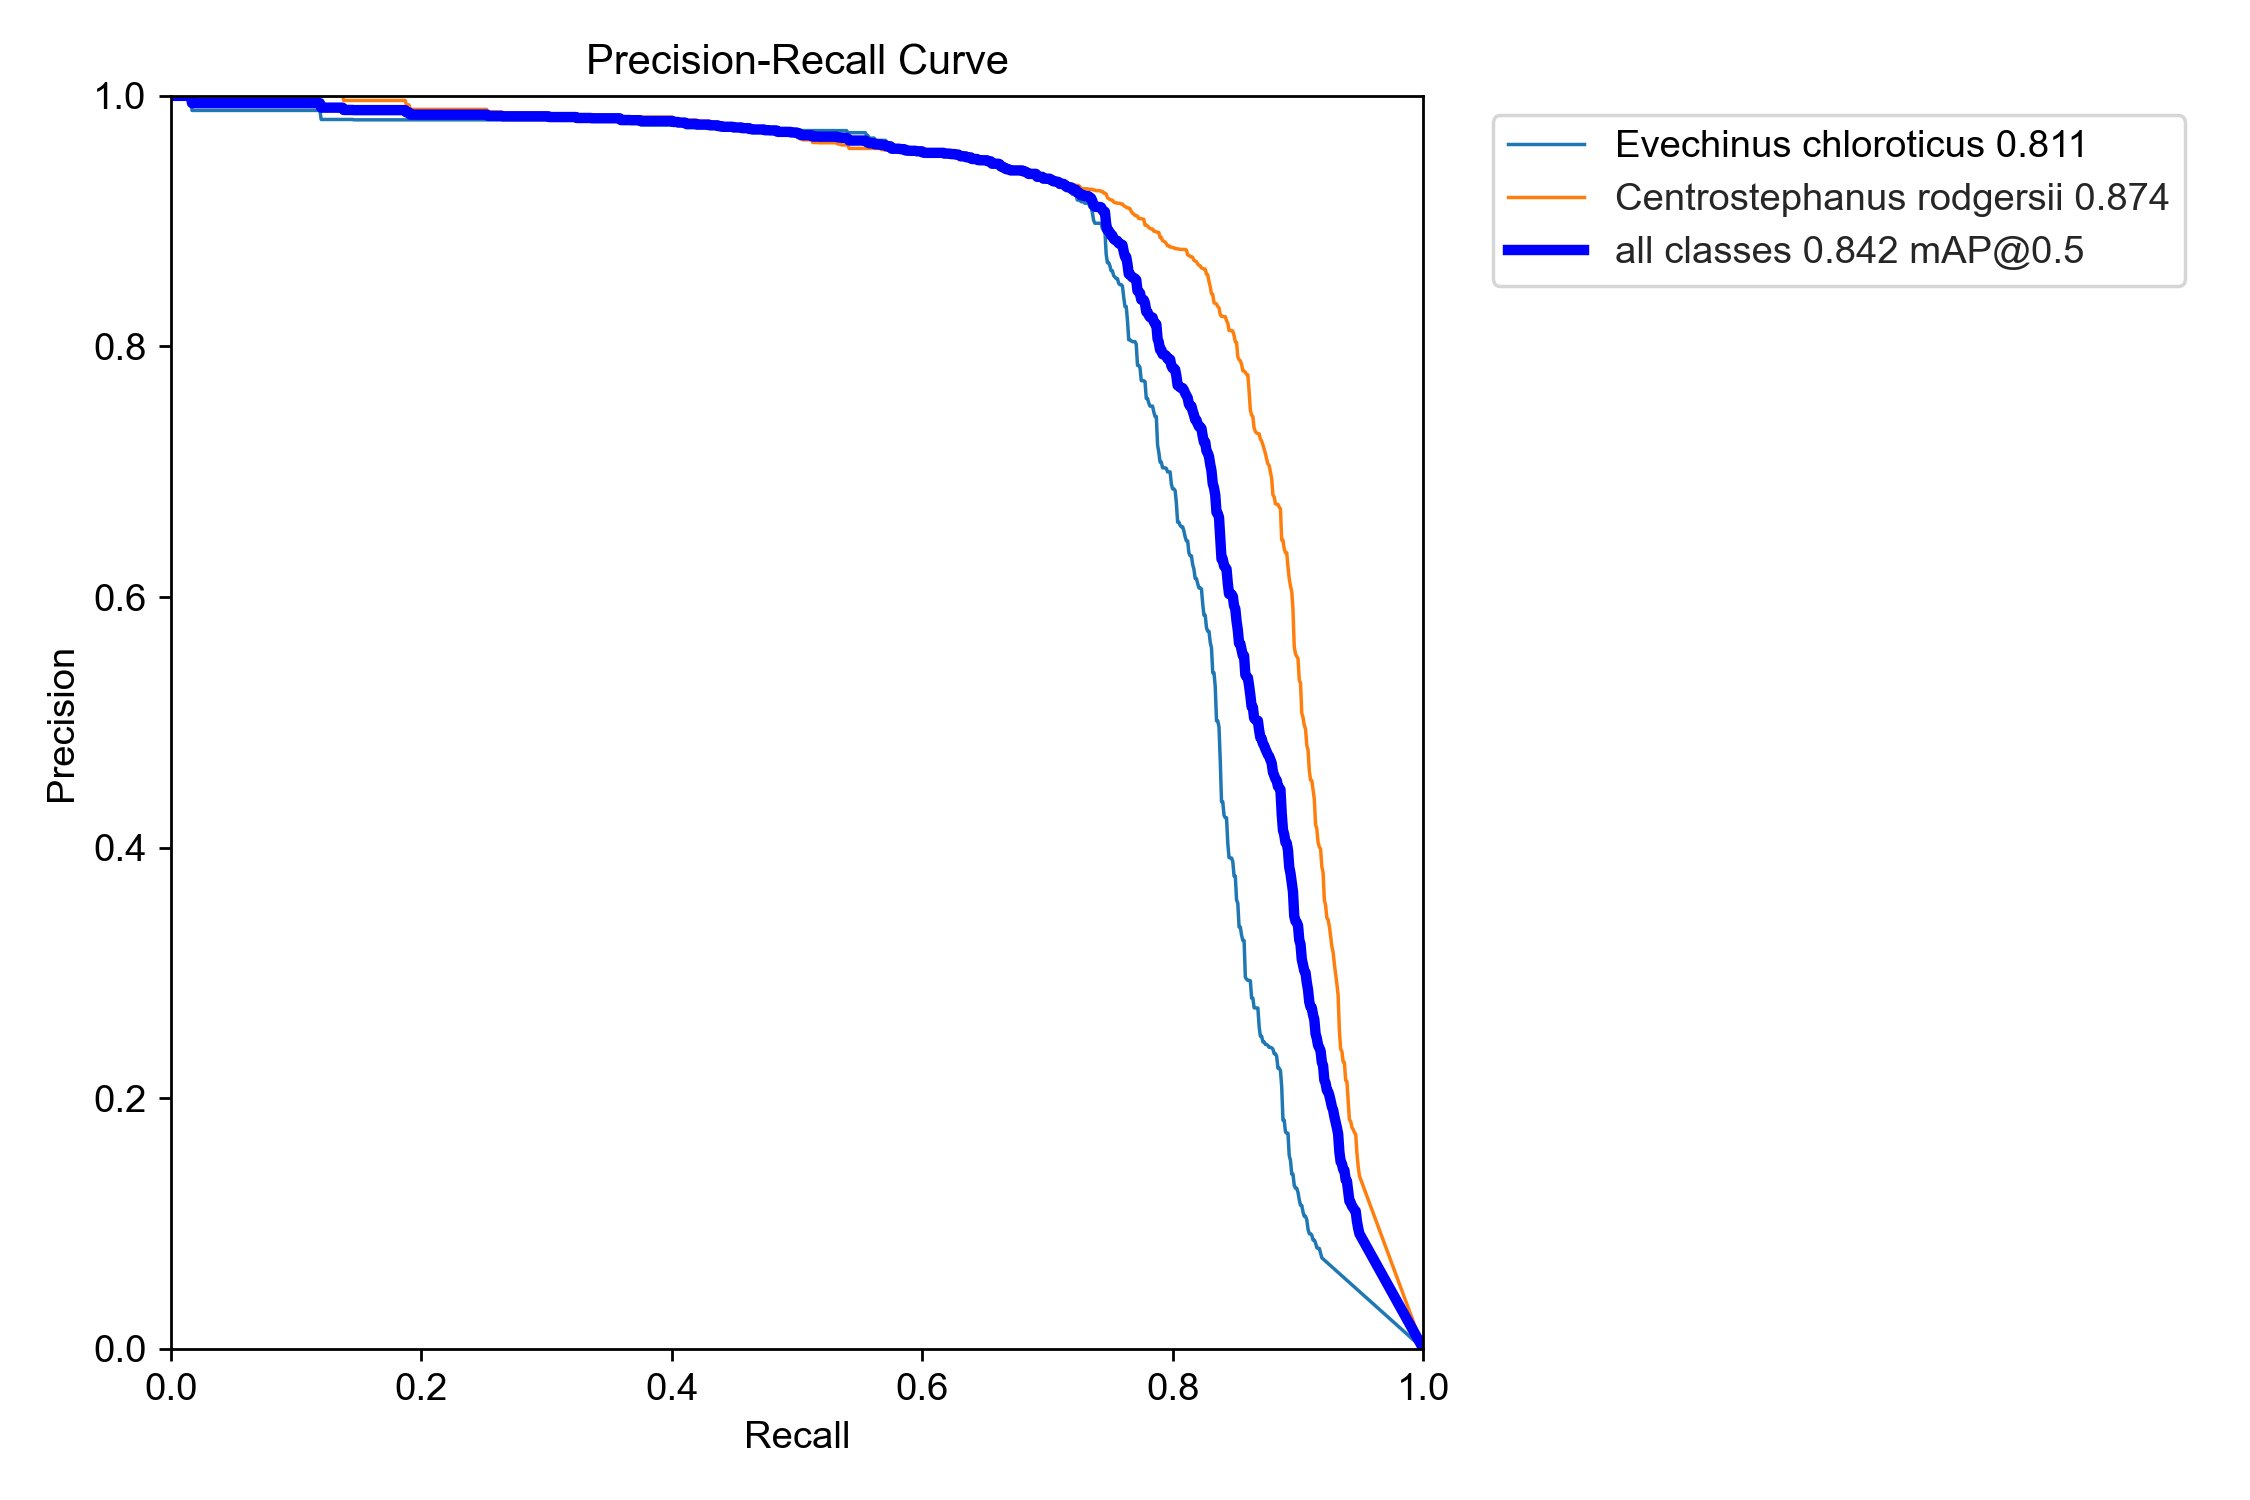 Precision-Recall Curve
1.0
0.8
0.6
0.4
0.2
0.0
Precision
0.0 0.2 0.4 0.6 0.8 1.0
Recall
Evechinus chloroticus 0.811
Centrostephanus rodgersii 0.874
all classes 0.842 mAP@0.5